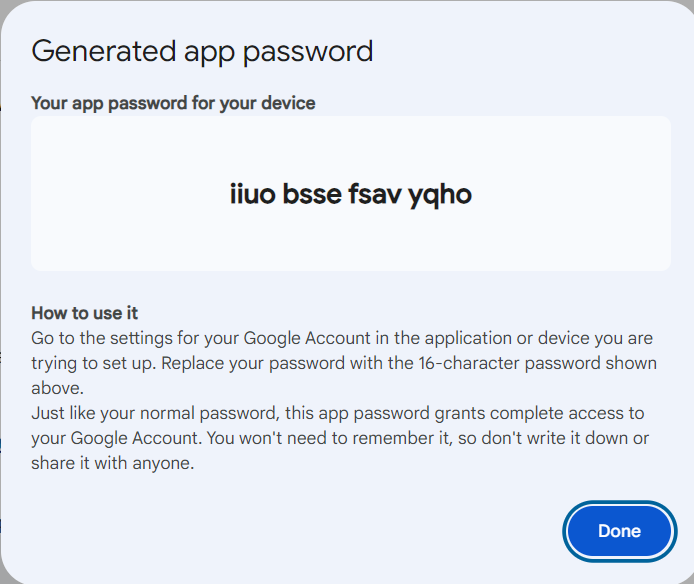 Generated app password
Your app password for your device
iiuo bsse fsav yqho
How to use it
Go to the settings for your Google Account in the application or device you are
trying to set up. Replace your password with the 16-character password shown
above.
Just like your normal password, this app password grants complete access to
your Google Account. You won't need to remember it, so don't write it down or
share it with anyone.
Done